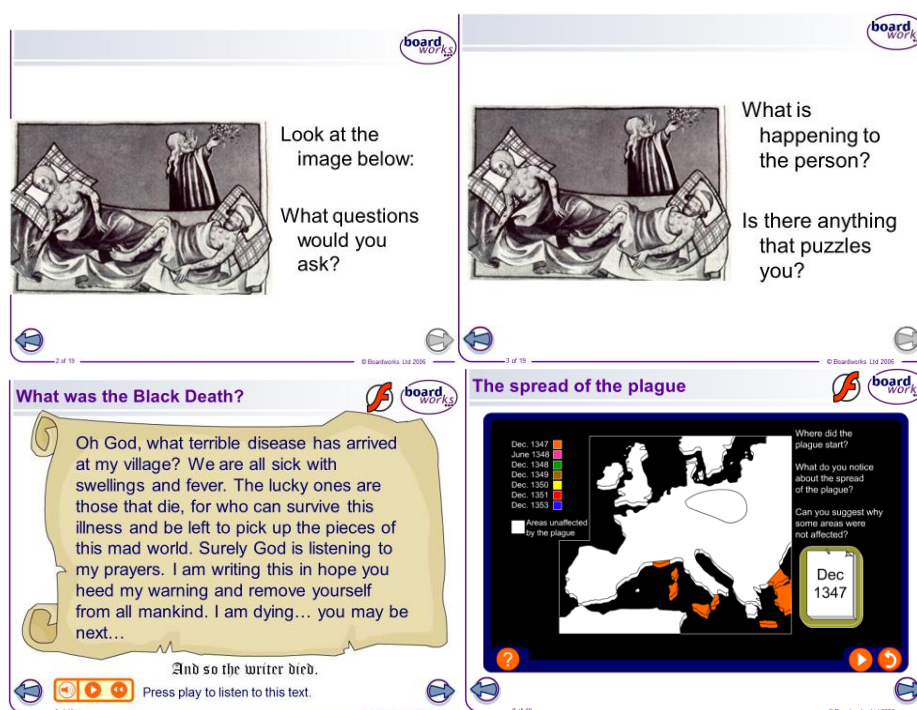 board
works
Look at the
image below:
What questions
would you
ask?
2 of 19
© Boardworks Ltd 2006
board
works
What is
happening to
the person?
Is there anything
that puzzles
you?
3 of 19
© Boardworks Ltd 2006
What was the Black Death?
board
works
Oh God, what terrible disease has arrived
at my village? We are all sick with
swellings and fever. The lucky ones are
those that die, for who can survive this
illness and be left to pick up the pieces of
this mad world. Surely God is listening to
my prayers. I am writing this in hope you
heed my warning and remove yourself
from all mankind. I am dying… you may be
next…
And so the writer died.
Press play to listen to this text.
The spread of the plague
board
works
Dec. 1347
June 1348
Dec. 1348
Dec. 1349
Dec. 1350
Dec. 1351
Dec. 1353
Areas unaffected
by the plague
Where did the
plague start?
What do you notice
about the spread
of the plague?
Can you suggest why
some areas were
not affected?
Dec
1347
?